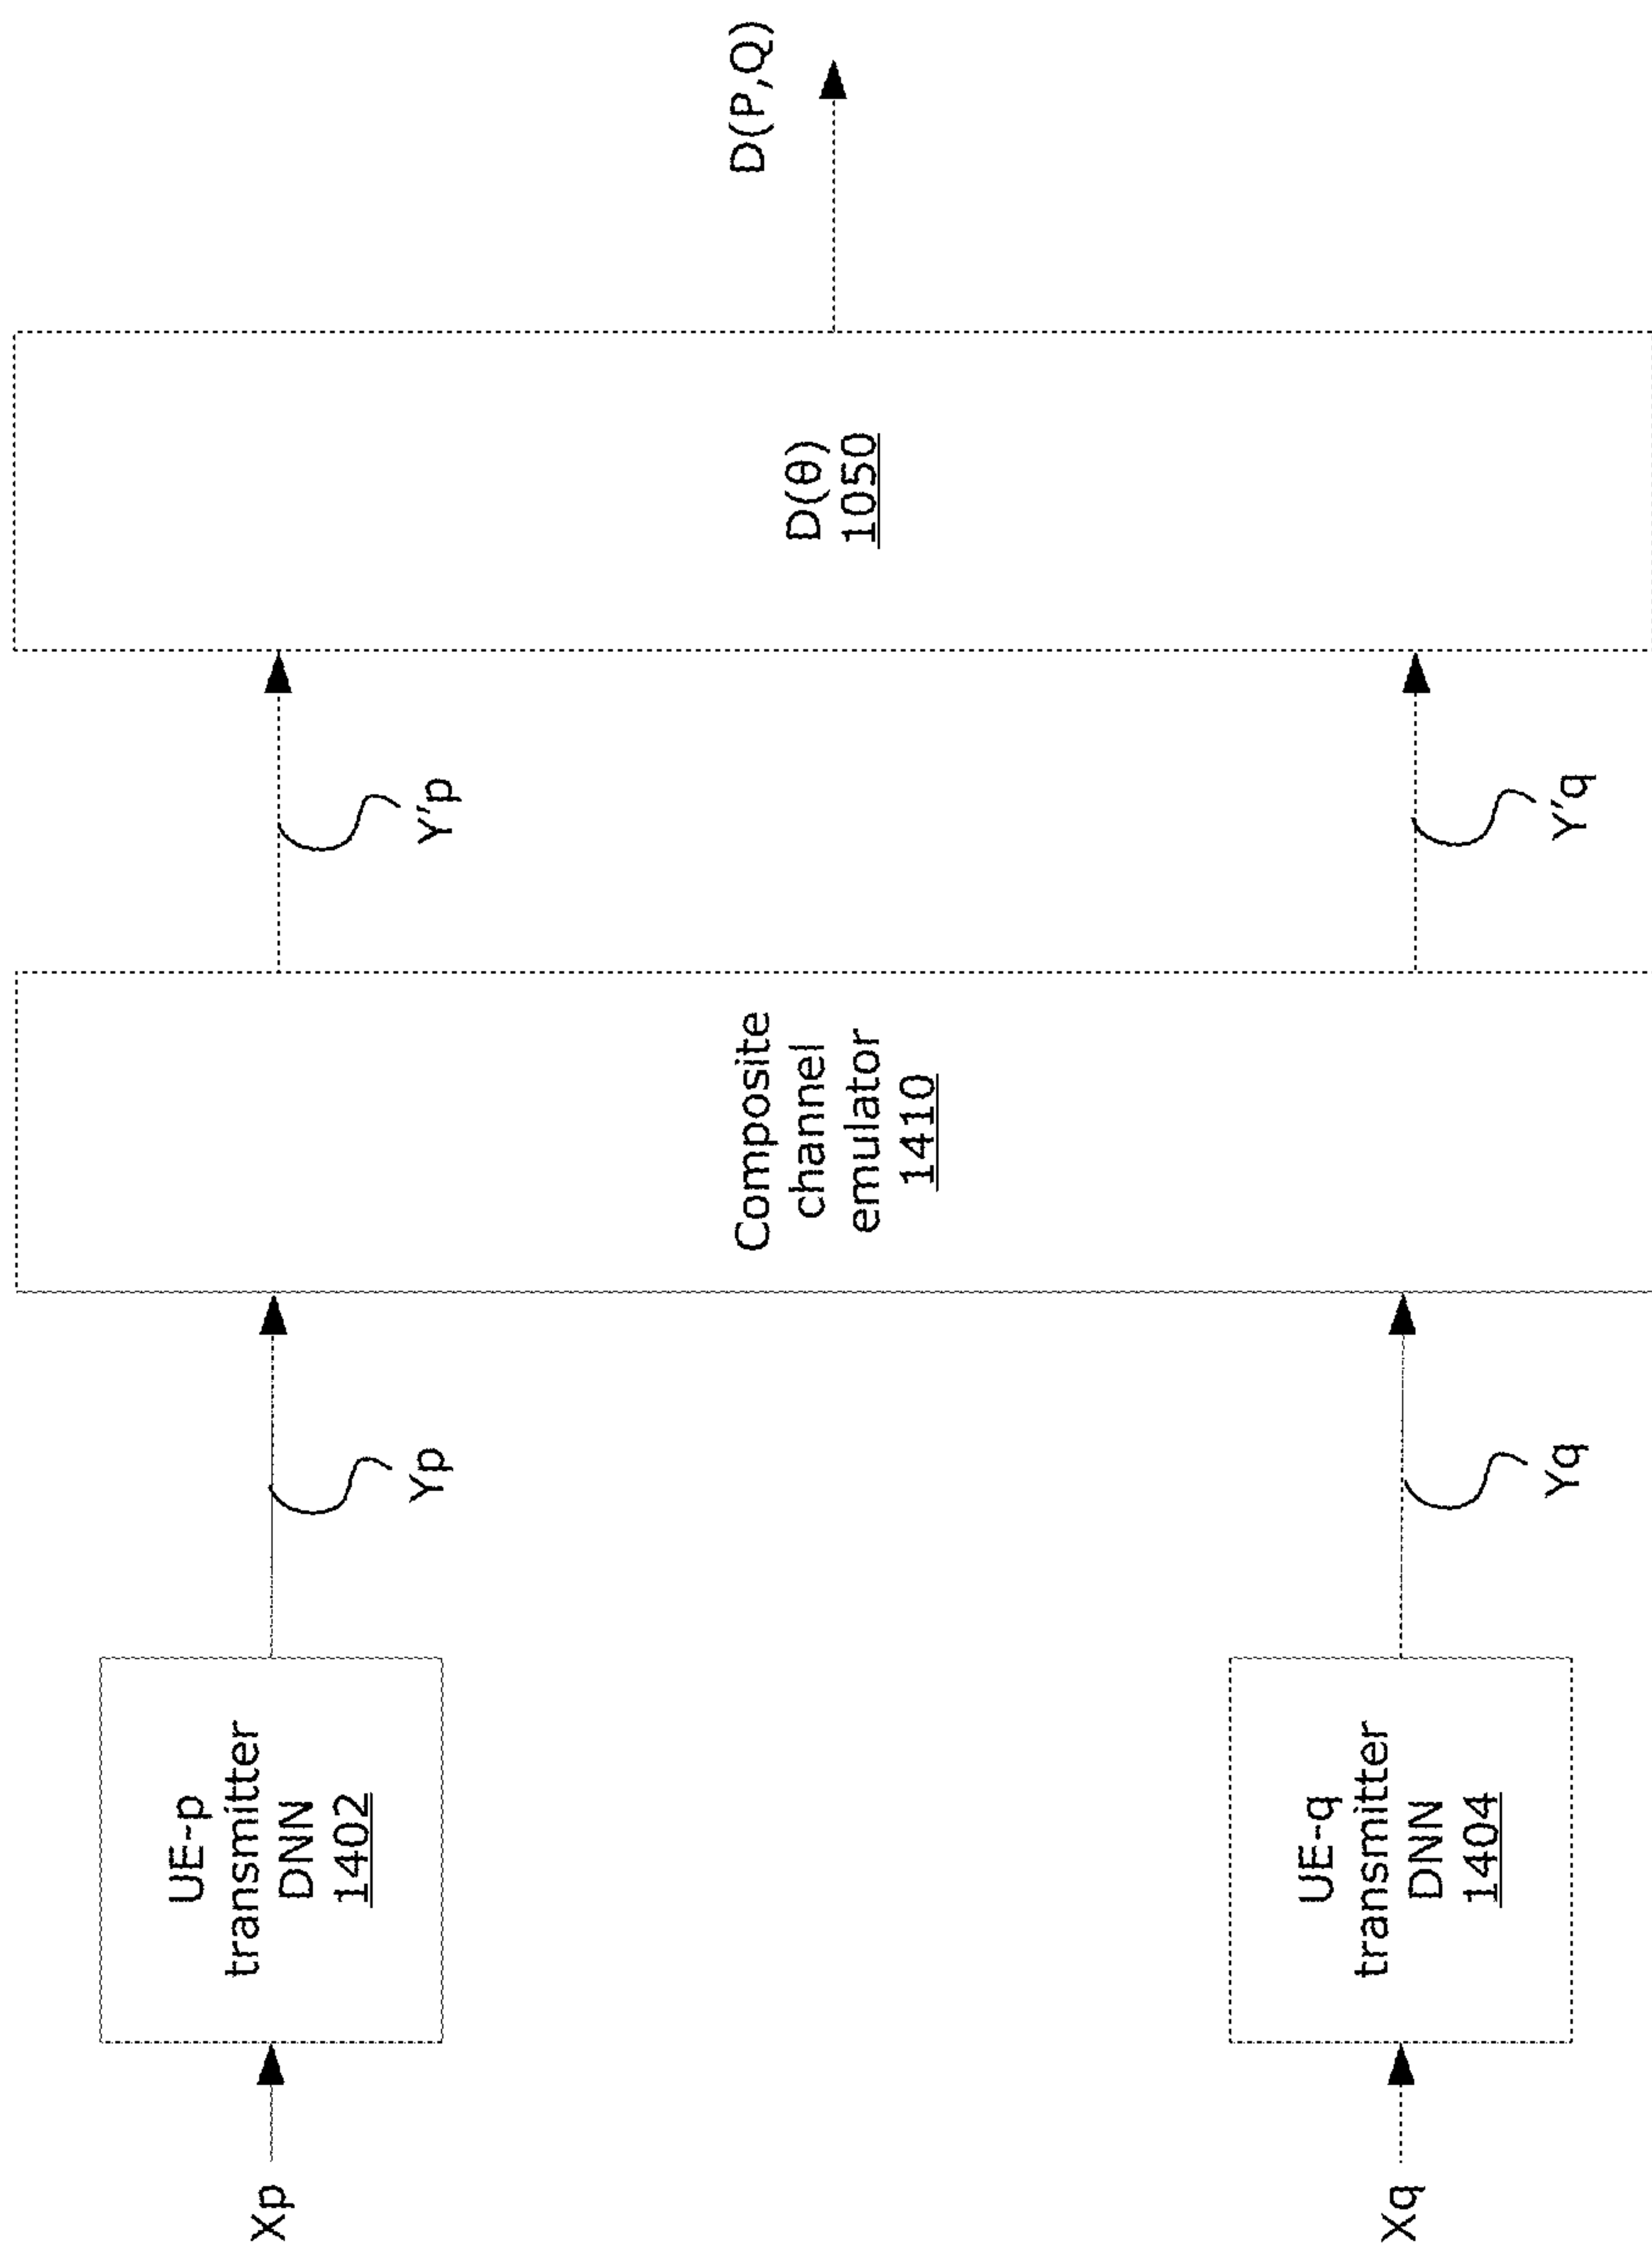 Xp
UE-p
transmitter
DNN
1402
Yp
Composite
channel
emulator
1410
Y'p
D(θ)
1050
D(P,Q)
Xq
UE-q
transmitter
DNN
1404
Yq
Y'q